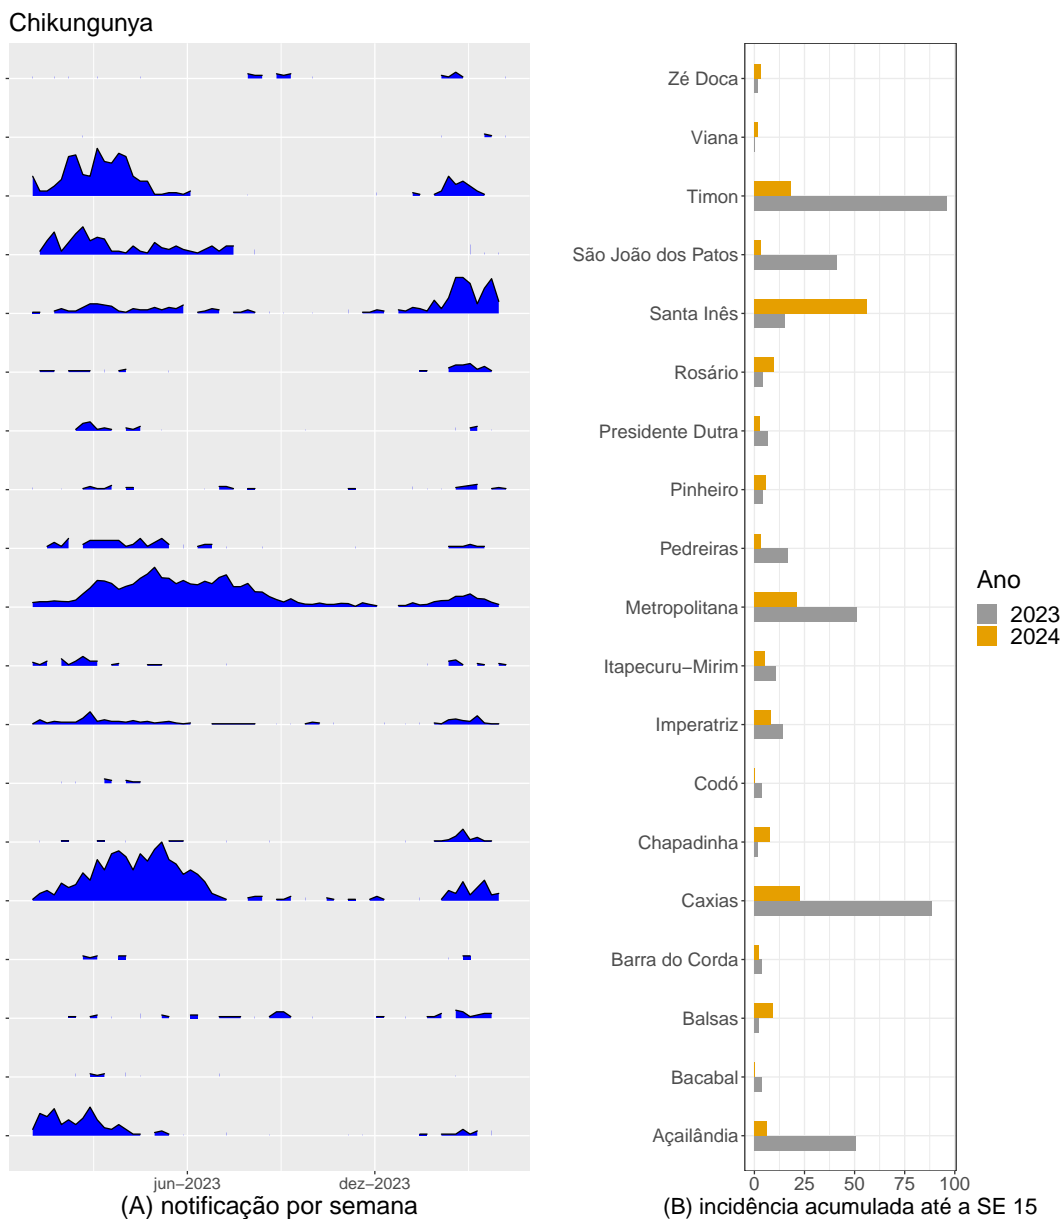 Chikungunya
Zé Doca
Viana
Timon
São João dos Patos
Santa Inês
Rosário
Presidente Dutra
Pinheiro
Pedreiras
Metropolitana
Itapecuru−Mirim
Imperatriz
Codó
Chapadinha
Caxias
Barra do Corda
Balsas
Bacabal
Açailândia
Ano
2023
2024
jun−2023
dez−2023
0
25
50
75
100
(A) notificação por semana
(B) incidência acumulada até a SE 15